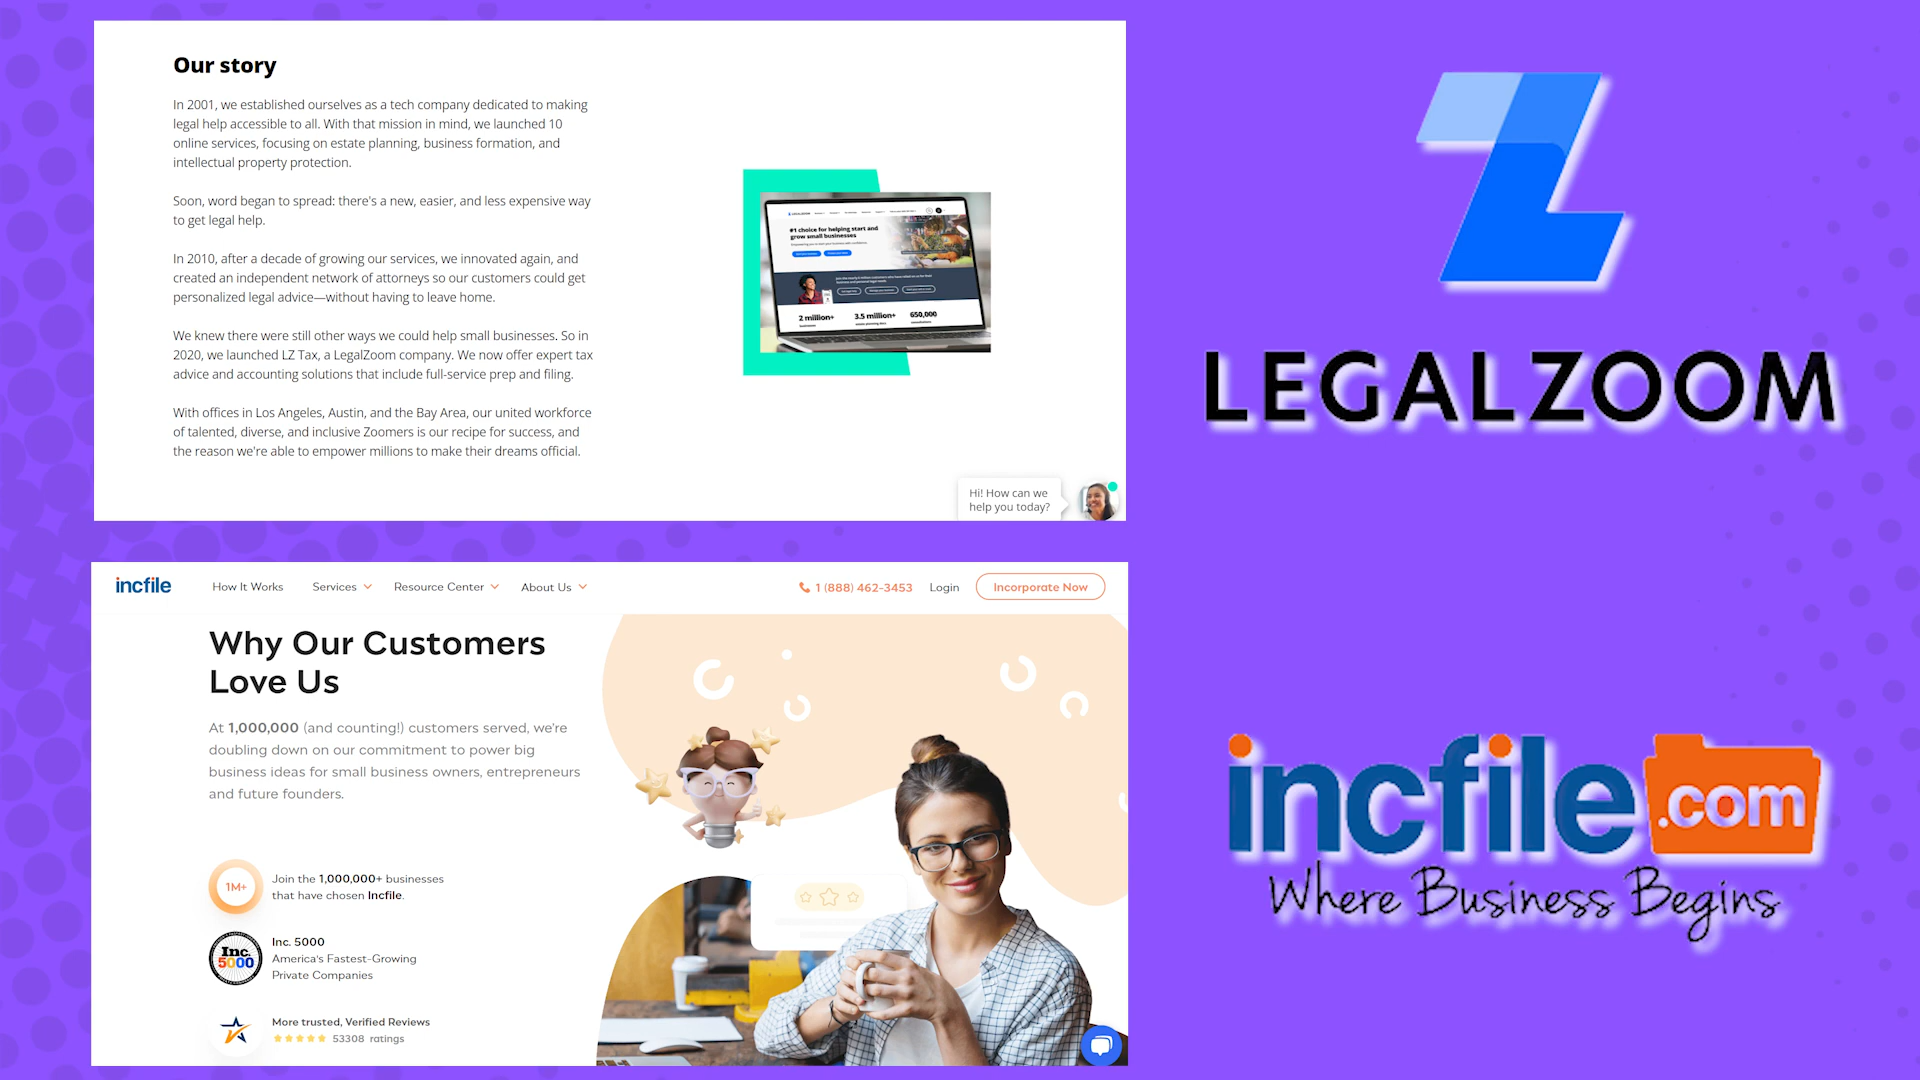 Our story
In 2001, we established ourselves as a tech company dedicated to making
legal help accessible to all. With that mission in mind, we launched 10
online services, focusing on estate planning, business formation, and
intellectual property protection.
Soon, word began to spread: there's a new, easier, and less expensive way
to get legal help.
In 2010, after a decade of growing our services, we innovated again, and
created an independent network of attorneys so our customers could get
personalized legal advice—without having to leave home.
We knew there were still other ways we could help small businesses. So in
2020, we launched LZ Tax, a LegalZoom company. We now offer expert tax
advice and accounting solutions that include full-service prep and filing.
With offices in Los Angeles, Austin, and the Bay Area, our united workforce
of talented, diverse, and inclusive Zoomers is our recipe for success, and
the reason we're able to empower millions to make their dreams official.
LEGALZOOM
#1 choice for helping start and
grow small businesses
2 million+ 3.5 million+ 650,000
Hi! How can we
help you today?
LEGALZOOM
incfile How It Works Services Resource Center About Us 1 (888) 462-3453 Login Incorporate Now
Why Our Customers
Love Us
At 1,000,000 (and counting!) customers served, we're
doubling down on our commitment to power big
business ideas for small business owners, entrepreneurs
and future founders.
1M+
Join the 1,000,000+ businesses
that have chosen Incfile.
Inc.
5000
Inc. 5000
America's Fastest-Growing
Private Companies
More trusted, Verified Reviews
53308 ratings
incfile.com
Where Business Begins